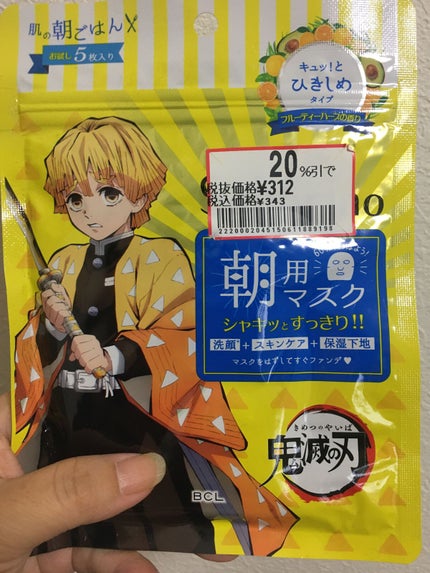 肌の朝ごはん
お試し5枚入り
キュッ!と
ひきしめ
タイプ
フルーティーハーブの香り
20%引で
税抜価格¥312
税込価格¥343
2220002045150611889198
朝用
マスク
シャキッとすっきり!!
洗顔+スキンケア+保湿下地
マスクをはずしてすぐファンデ♥
きめつのやいば
鬼滅の刃
BCL